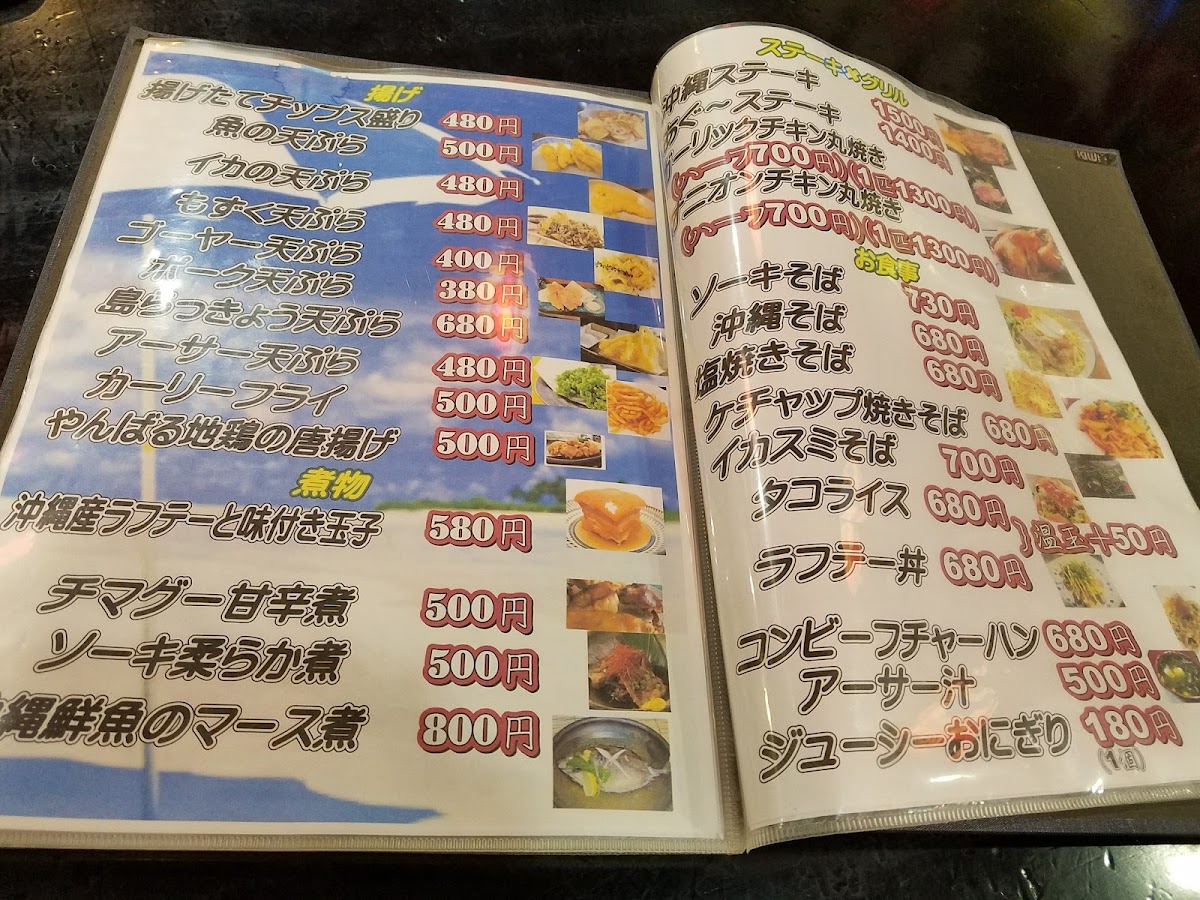 揚げ
揚げたてチップス盛り 480円
魚の天ぷら 500円
イカの天ぷら 480円
もずく天ぷら 480円
ゴーヤー天ぷら 400円
ポーク天ぷら 380円
島らっきょう天ぷら 680円
アーサー天ぷら 480円
カーリーフライ 500円
やんばる地鶏の唐揚げ 500円
煮物
沖縄産ラフテーと味付き玉子 580円
チマグー甘辛煮 500円
ソーキ柔らか煮 500円
縄鮮魚のマース煮 800円
ステーキ*グリル
沖縄ステーキ 1500円
ぐ〜ステーキ 1400円
ーリックチキン丸焼き
(ハーフ700円)(1匹1300円)
オニオンチキン丸焼き
(ハーフ700円)(1匹1300円)
お食事
ソーキそば 730円
沖縄そば 680円
塩焼きそば 680円
ケチャップ焼きそば 680円
イカスミそば 700円
タコライス 680円
}温玉+50円
ラフテー丼 680円
コンビーフチャーハン 680円
アーサー汁 500円
ジューシーおにぎり 180円
(1個)